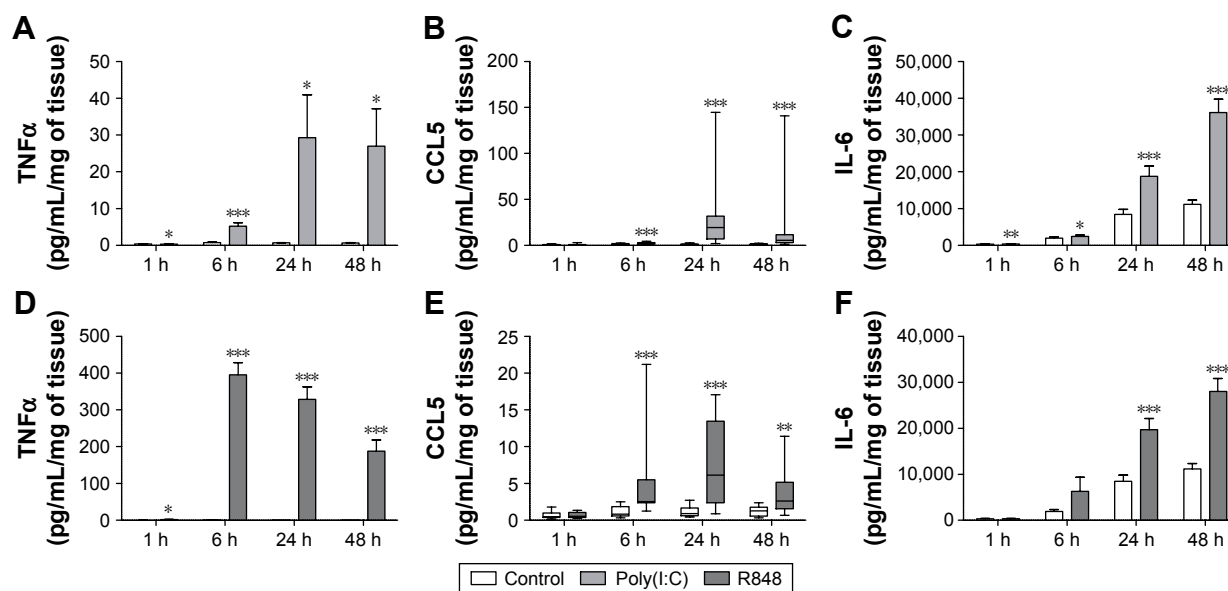 A
TNFα
(pg/mL/mg of tissue)
50
40
30
20
10
0
*
***
*
*
1 h 6 h 24 h 48 h
B
CCL5
(pg/mL/mg of tissue)
200
150
100
50
0
***
***
***
1 h 6 h 24 h 48 h
C
IL-6
(pg/mL/mg of tissue)
50,000
40,000
30,000
20,000
10,000
0
**
*
***
***
1 h 6 h 24 h 48 h
D
TNFα
(pg/mL/mg of tissue)
500
400
300
200
100
0
*
***
***
***
1 h 6 h 24 h 48 h
E
CCL5
(pg/mL/mg of tissue)
25
20
15
10
5
0
***
***
**
1 h 6 h 24 h 48 h
F
IL-6
(pg/mL/mg of tissue)
40,000
30,000
20,000
10,000
0
***
***
1 h 6 h 24 h 48 h
Control Poly(I:C) R848